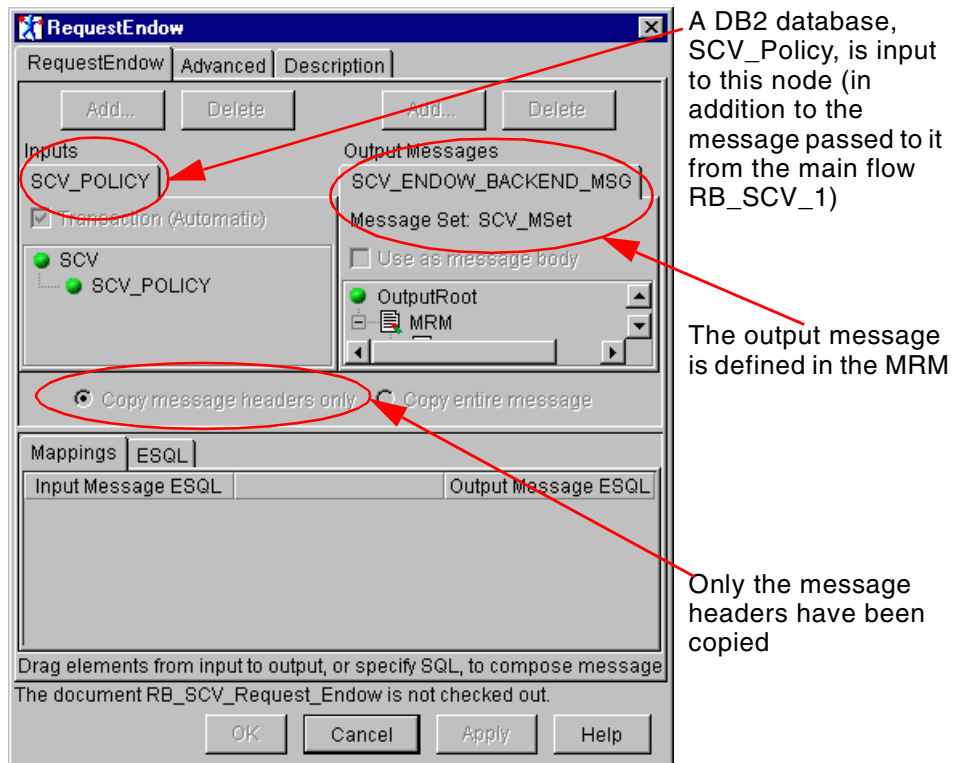 RequestEndow
RequestEndow Advanced Description
Add... Delete Add... Delete
Inputs Output Messages
SCV_POLICY SCV_ENDOW_BACKEND_MSG
Transaction (Automatic) Message Set: SCV_MSet
Use as message body
SCV
SCV_POLICY
OutputRoot
MRM
Copy message headers only Copy entire message
Mappings ESQL
Input Message ESQL Output Message ESQL
Drag elements from input to output, or specify SQL, to compose message
The document RB_SCV_Request_Endow is not checked out.
OK Cancel Apply Help
A DB2 database,
SCV_Policy, is input
to this node (in
addition to the
message passed to it
from the main flow
RB_SCV_1)
The output message
is defined in the MRM
Only the message
headers have been
copied